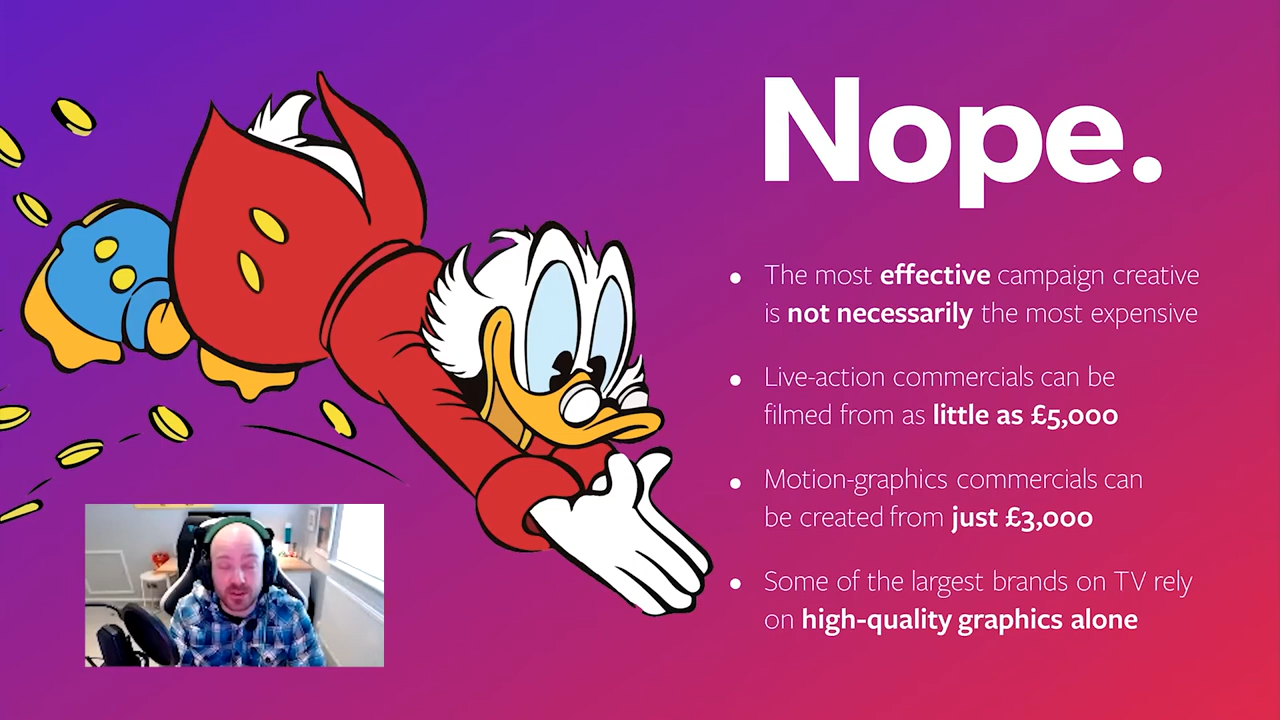 Nope.
● The most effective campaign creative
is not necessarily the most expensive
● Live-action commercials can be
filmed from as little as £5,000
● Motion-graphics commercials can
be created from just £3,000
● Some of the largest brands on TV rely
on high-quality graphics alone